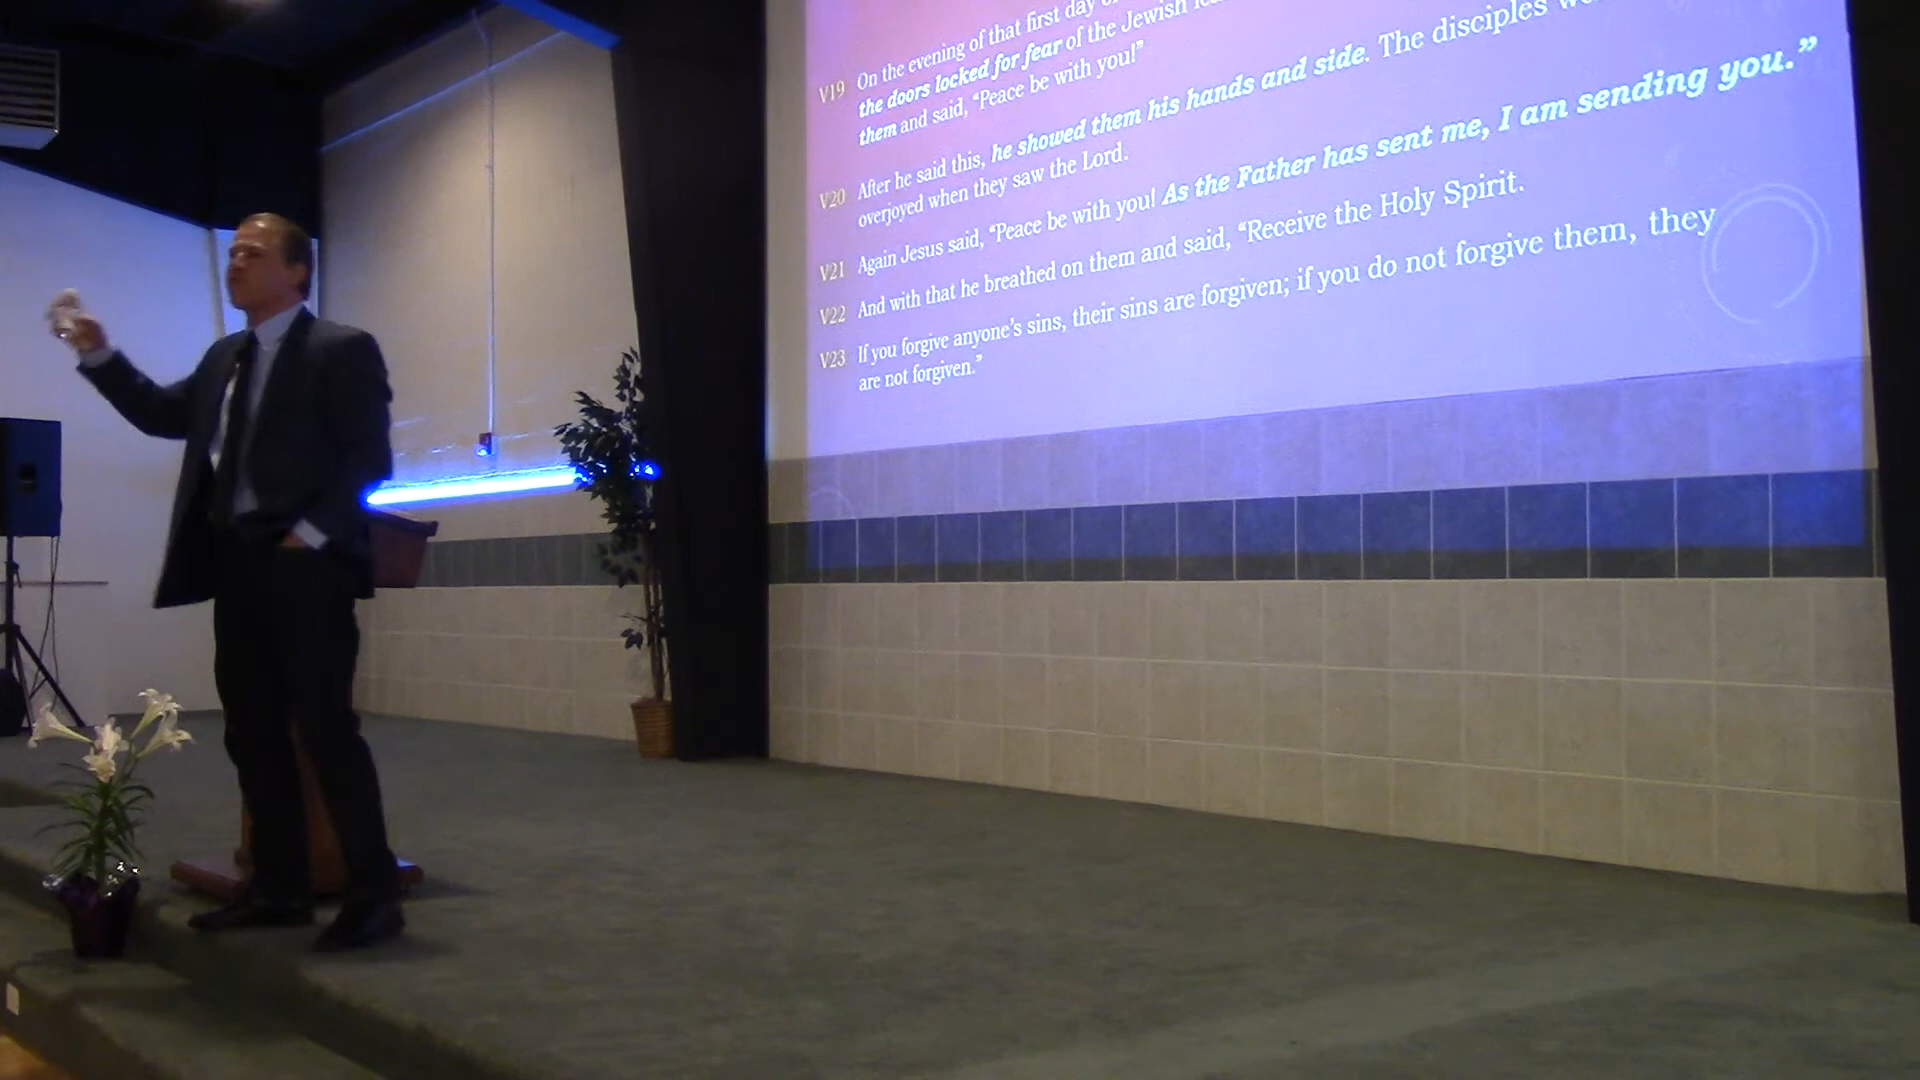 V19 On the evening of that first day
the doors locked for fear of the Jewish
them and said, “Peace be with you!”
V20 After he said this, he showed them his hands and side. The disciples
overjoyed when they saw the Lord.
V21 Again Jesus said, “Peace be with you! As the Father has sent me, I am sending you.”
V22 And with that he breathed on them and said, “Receive the Holy Spirit.
V23 If you forgive anyone’s sins, their sins are forgiven; if you do not forgive them, they
are not forgiven.”